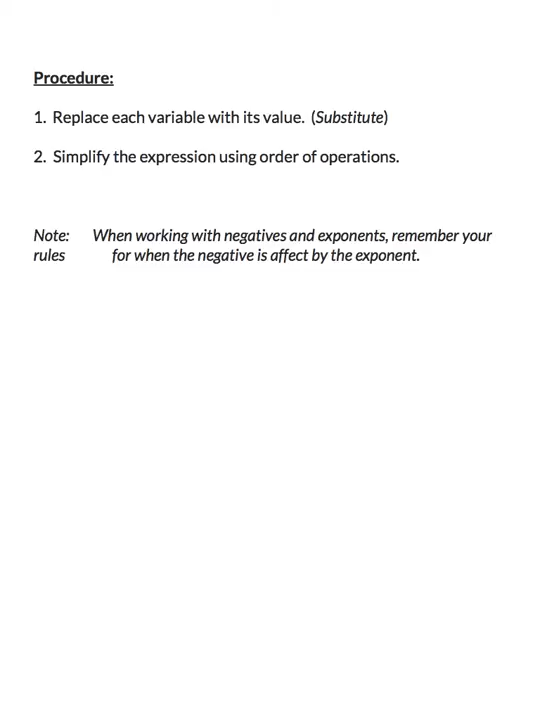 Procedure:
1. Replace each variable with its value. (Substitute)
2. Simplify the expression using order of operations.
Note: When working with negatives and exponents, remember your
rules for when the negative is affect by the exponent.